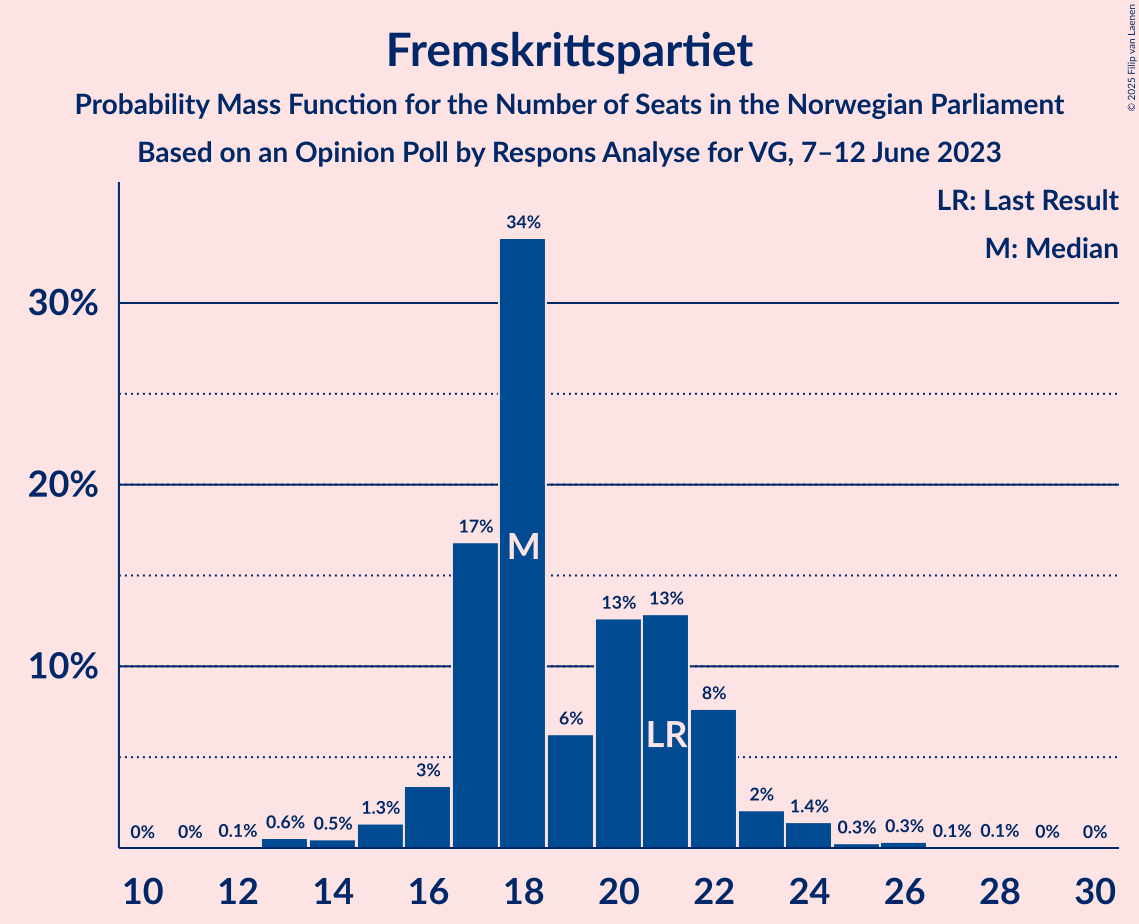 Fremskrittspartiet
Probability Mass Function for the Number of Seats in the Norwegian Parliament
Based on an Opinion Poll by Respons Analyse for VG, 7–12 June 2023
© 2025 Filip van Laenen
LR: Last Result
M: Median
30%
20%
10%
0%
0%
0.1%
0.6%
0.5%
1.3%
3%
17%
34%
6%
13%
13%
8%
2%
1.4%
0.3%
0.3%
0.1%
0.1%
0%
0%
M
LR
10 12 14 16 18 20 22 24 26 28 30